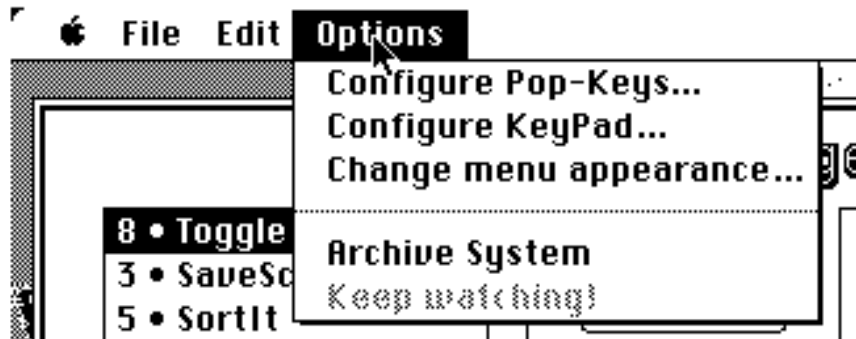 File Edit Options
Configure Pop-Keys...
Configure KeyPad...
Change menu appearance...
8 • Toggle
Archive System
3 • SaveSc
Keep watching!
5 • SortIt